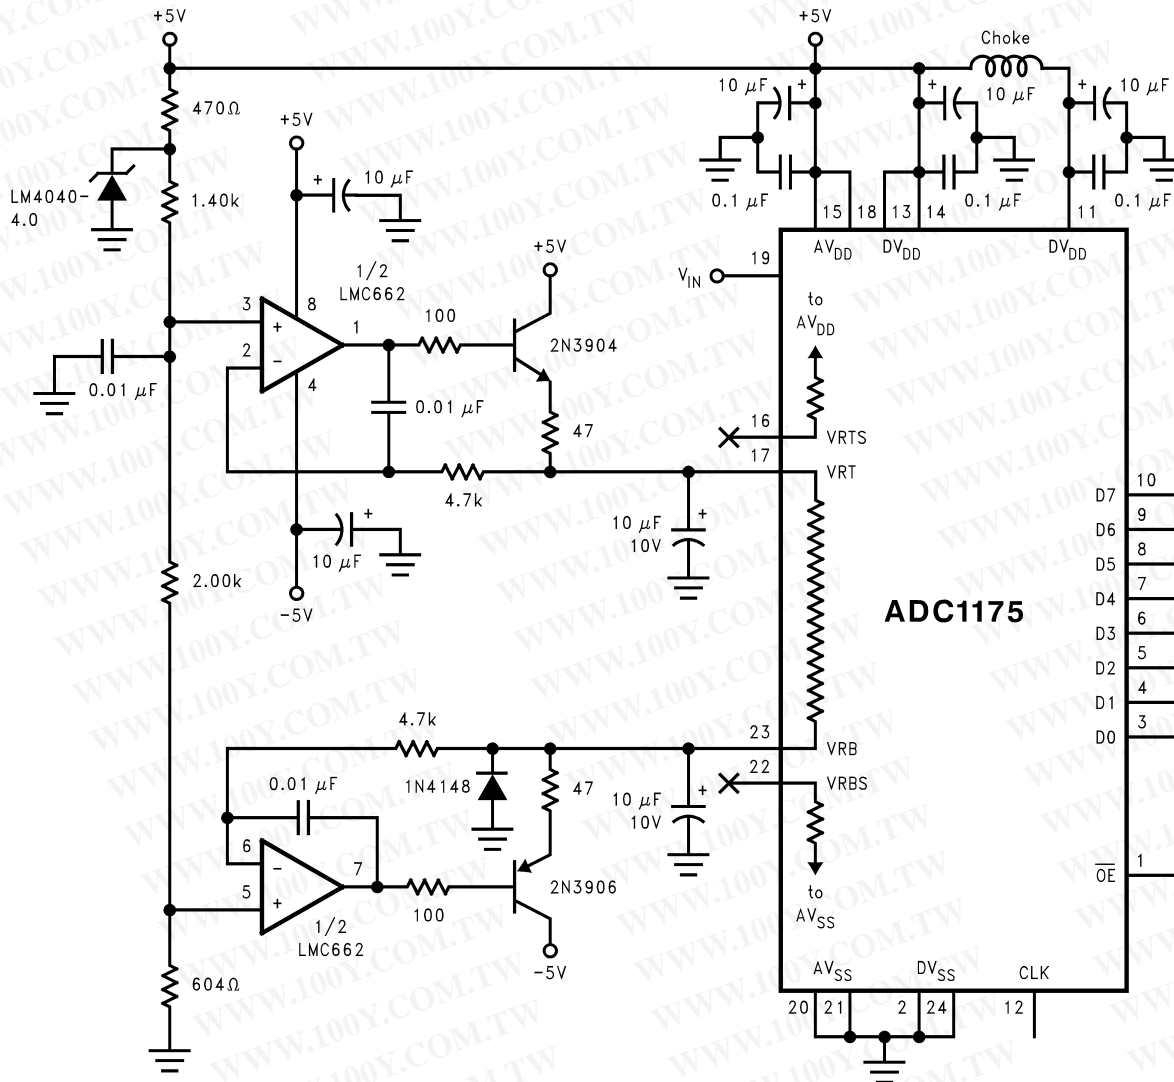 +5V
+5V
Choke
470Ω
+5V
10 μF
+
+
10 μF
+
10 μF
LM4040-
4.0
1.40k
+
10 μF
0.1 μF
0.1 μF
0.1 μF
15
18
13
14
11
+5V
AVDD
DVDD
DVDD
19
VIN
1/2
LMC662
to
AVDD
3
8
+
1
100
2N3904
2
−
4
0.01 μF
0.01 μF
47
16
VRTS
17
VRT
4.7k
10
D7
+
10 μF
10V
9
D6
+
10 μF
8
D5
2.00k
7
D4
-5V
ADC1175
6
D3
5
D2
4
D1
3
D0
4.7k
23
VRB
22
VRBS
0.01 μF
1N4148
47
+
10 μF
10V
6
−
7
5
+
100
2N3906
to
AVSS
1
OE
1/2
LMC662
-5V
604Ω
AVSS
DVSS
CLK
20
21
2
24
12
WWW.100Y.COM.TW